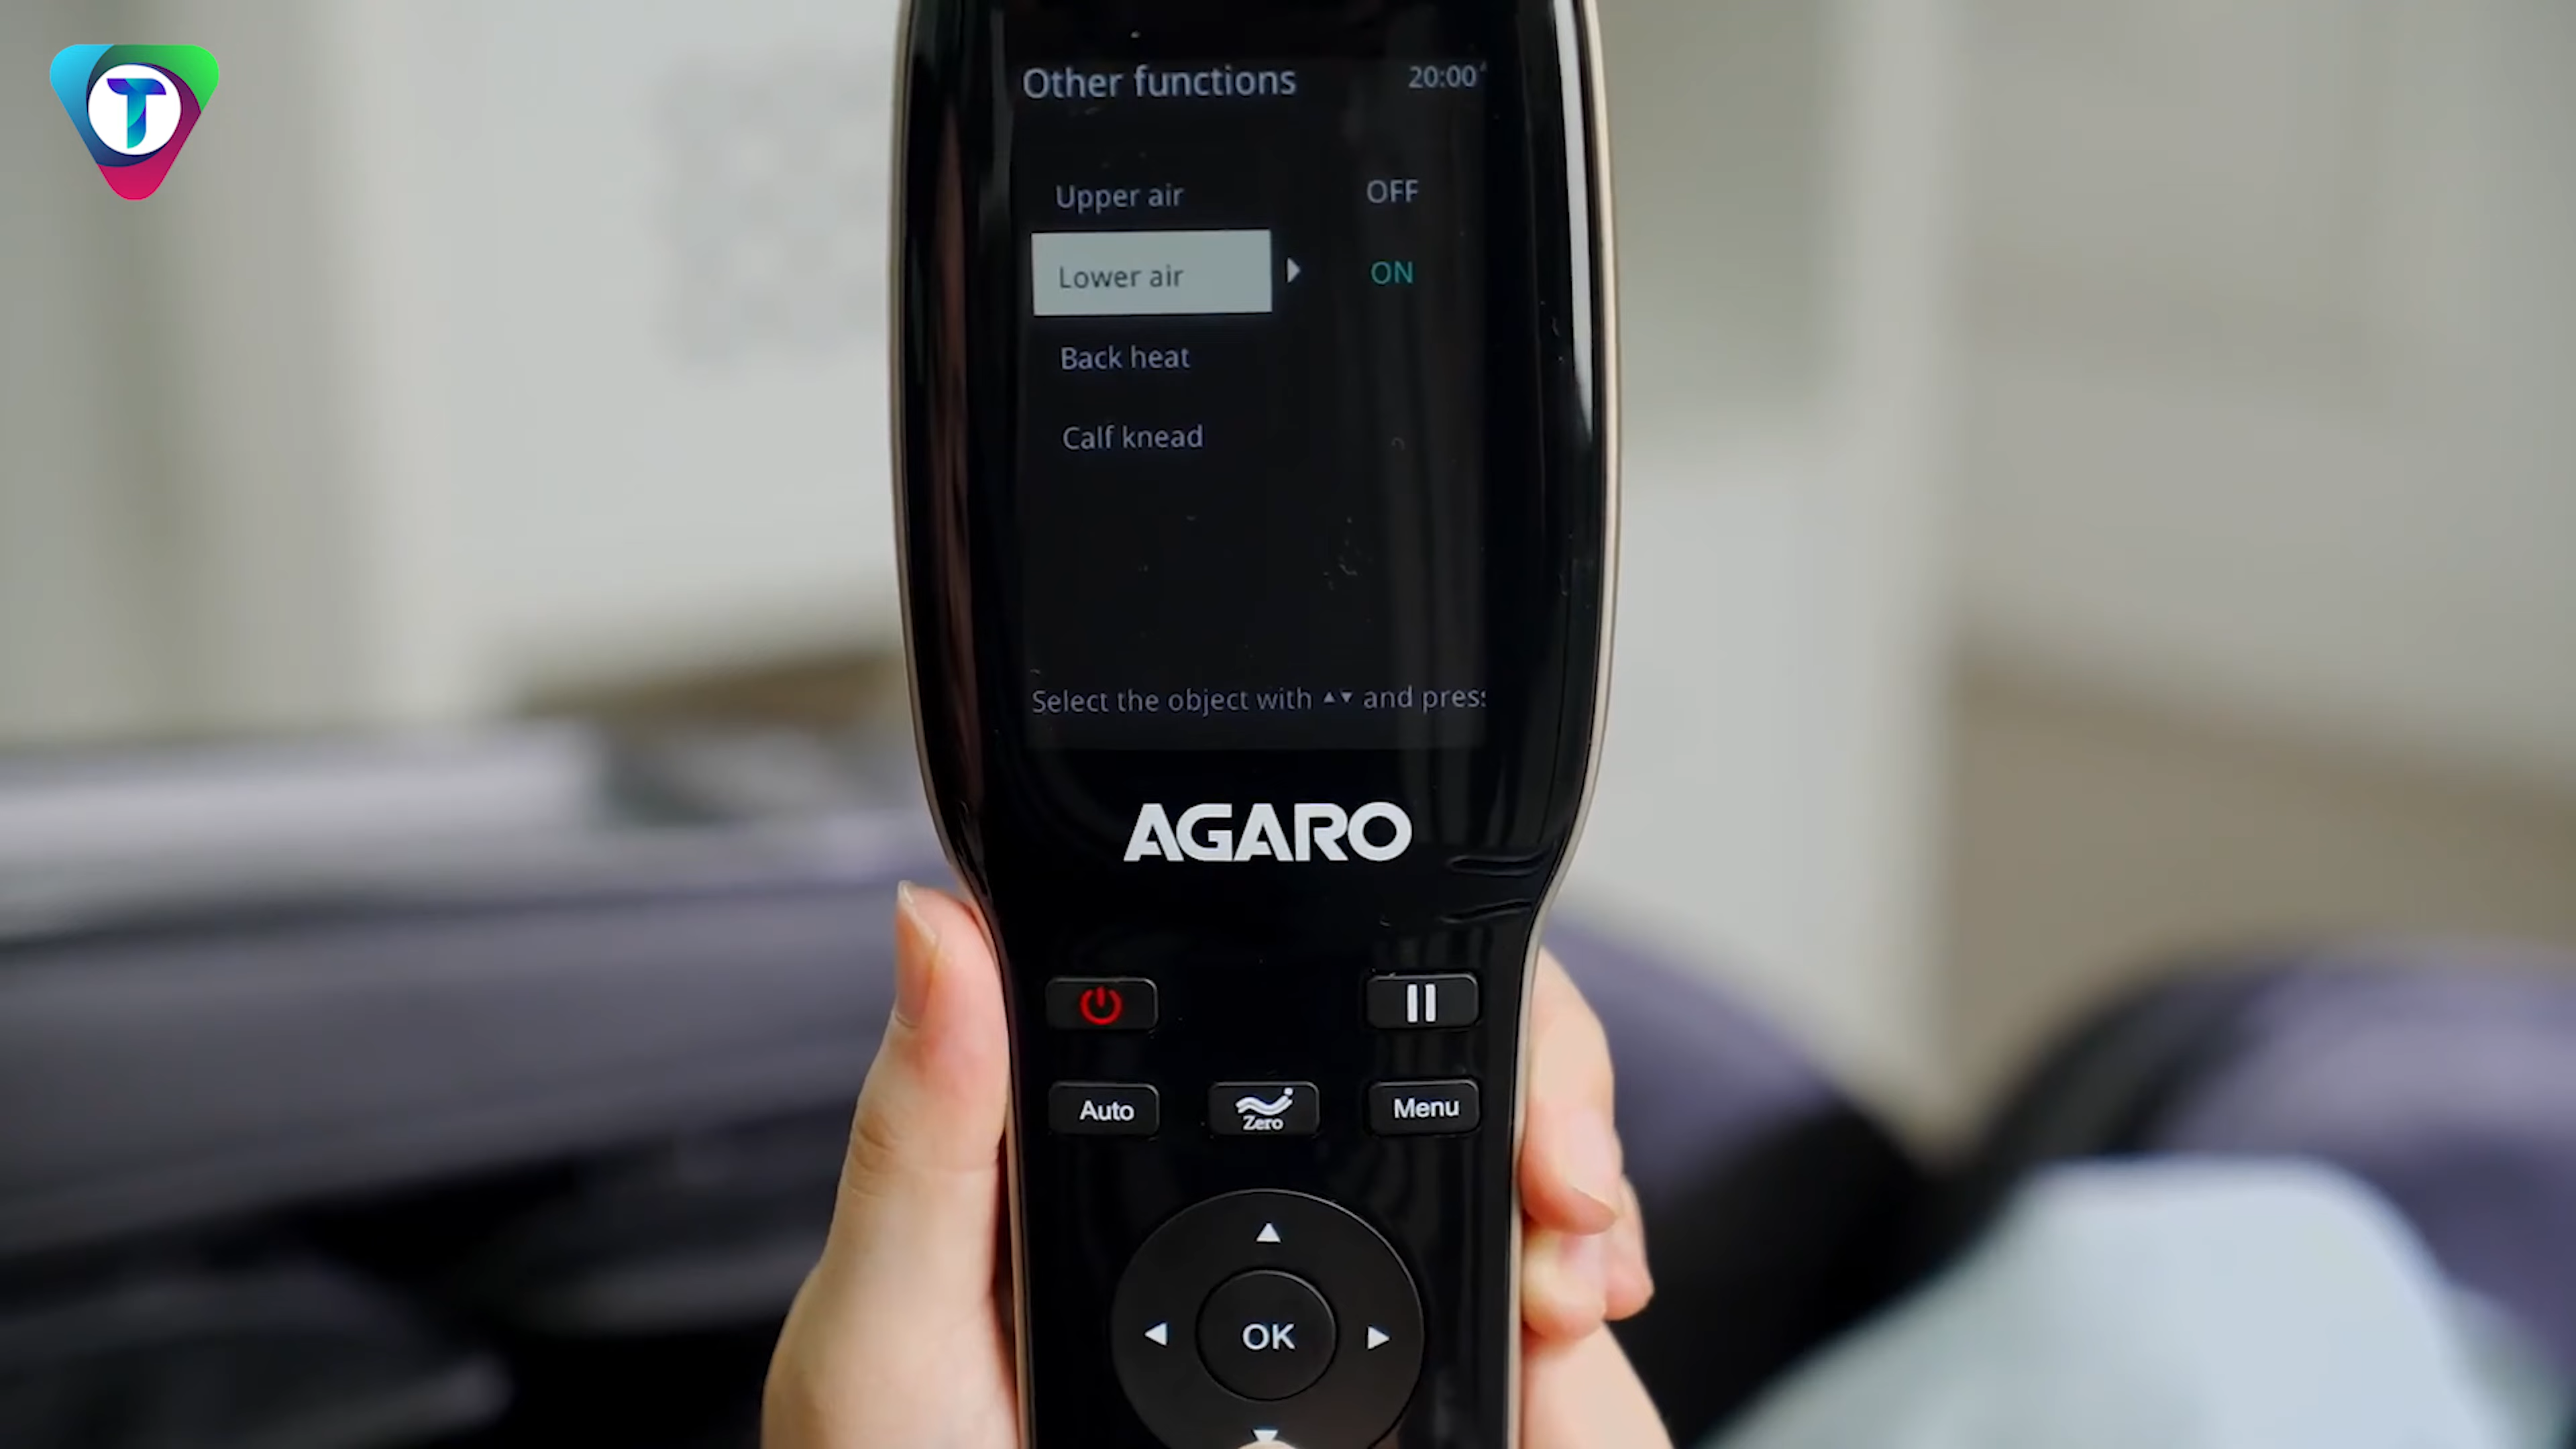 T
Other functions 20:00
Upper air OFF
Lower air ON
Back heat
Calf knead
Select the object with ▲▼ and
AGARO
Auto Zero Menu
OK